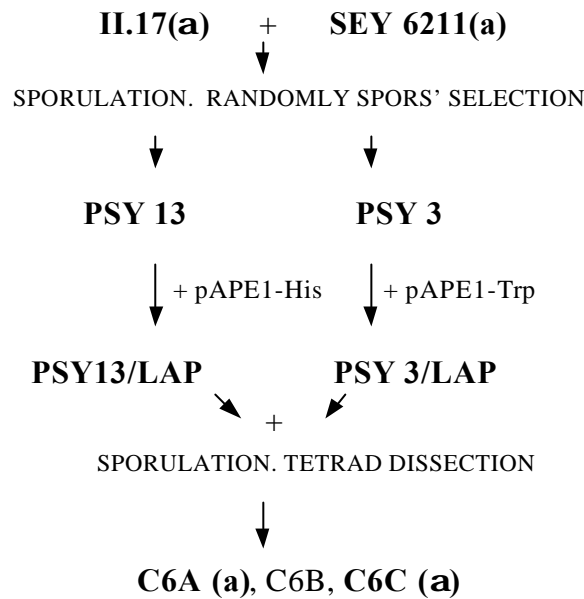 II.17(a) + SEY 6211(a)
SPORULATION. RANDOMLY SPORS' SELECTION
PSY 13 PSY 3
+ pAPE1-His + pAPE1-Trp
PSY13/LAP PSY 3/LAP
+
SPORULATION. TETRAD DISSECTION
C6A (a), C6B, C6C (a)